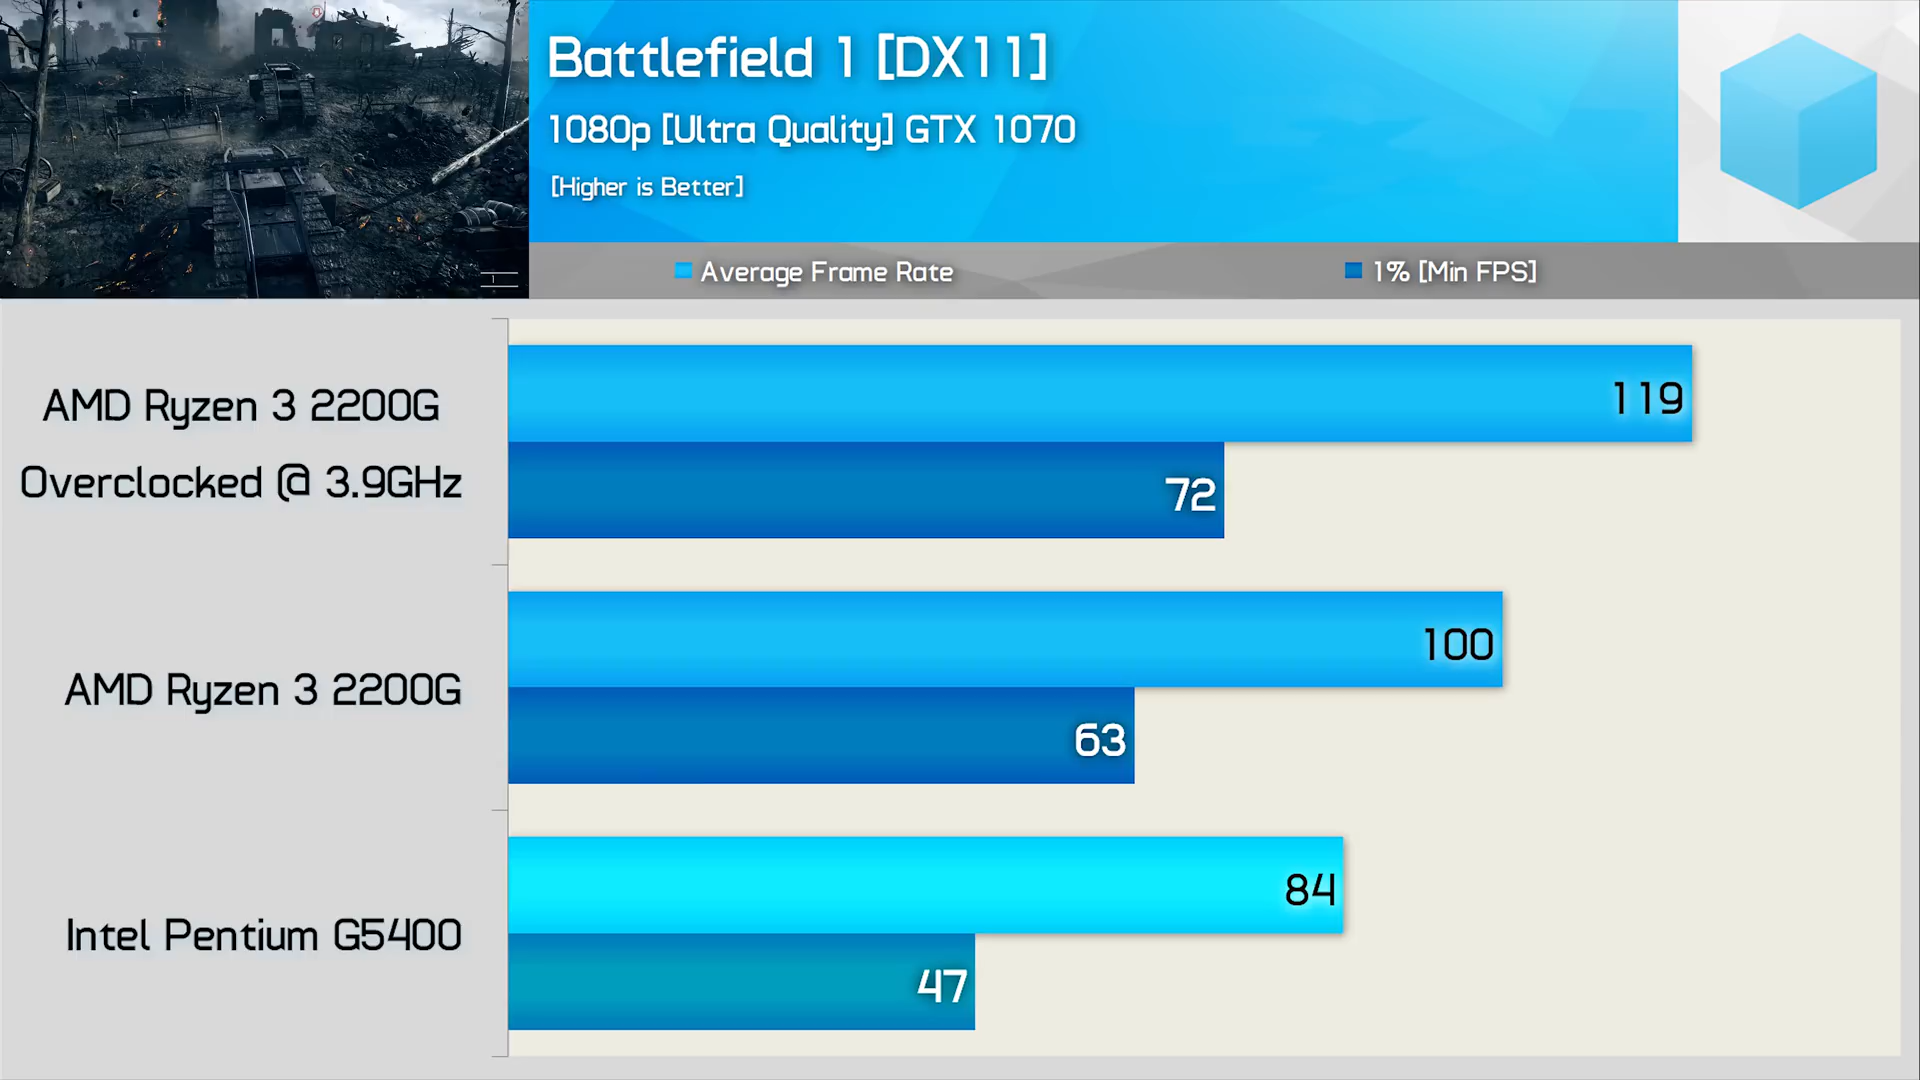 Battlefield 1 [DX11]
1080p [Ultra Quality] GTX 1070
[Higher is Better]
Average Frame Rate
1% [Min FPS]
AMD Ryzen 3 2200G
Overclocked @ 3.9GHz
119
72
AMD Ryzen 3 2200G
100
63
Intel Pentium G5400
84
47